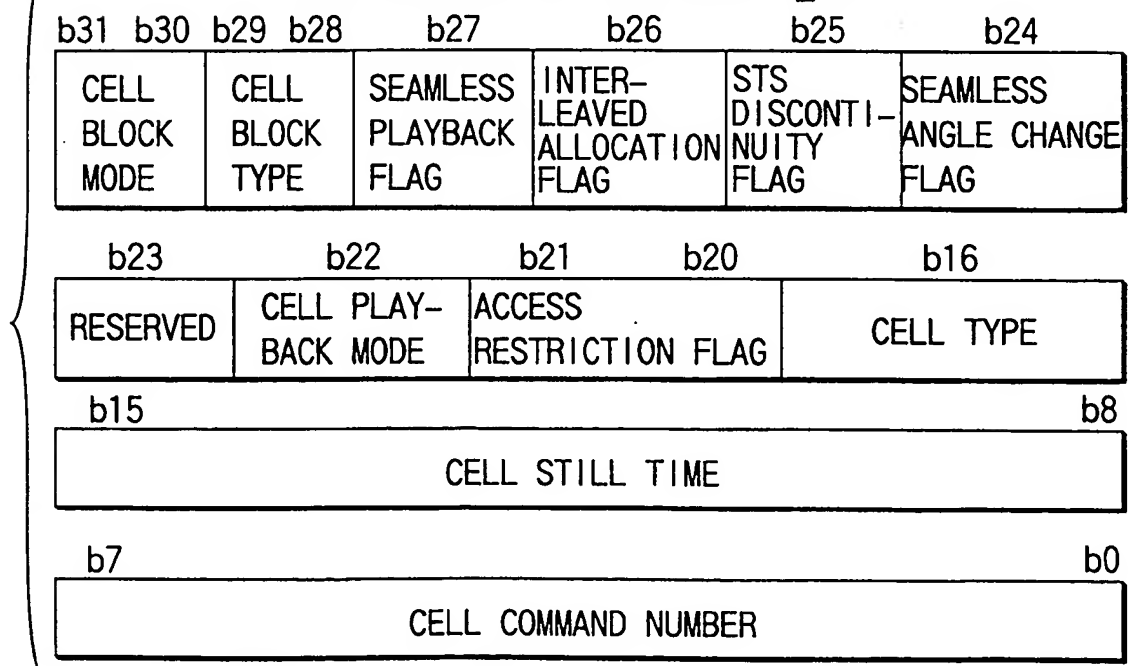 b31 b30 b29 b28 b27 b26 b25 b24
CELL BLOCK MODE
CELL BLOCK TYPE
SEAMLESS PLAYBACK FLAG
INTER-LEAVED ALLOCATION FLAG
STS DISCONTI-NUITY FLAG
SEAMLESS ANGLE CHANGE FLAG
b23 b22 b21 b20 b16
RESERVED
CELL PLAY-BACK MODE
ACCESS RESTRICTION FLAG
CELL TYPE
b15 b8
CELL STILL TIME
b7 b0
CELL COMMAND NUMBER